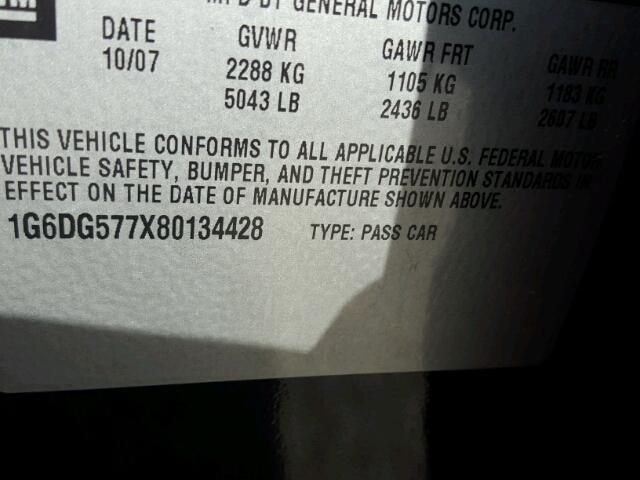 GM
MFD BY GENERAL MOTORS CORP.
DATE GVWR GAWR FRT GAWR RR
10/07 2288 KG 1105 KG 1183 KG
5043 LB 2436 LB 2607 LB
THIS VEHICLE CONFORMS TO ALL APPLICABLE U.S. FEDERAL MOTOR
VEHICLE SAFETY, BUMPER, AND THEFT PREVENTION STANDARDS IN
EFFECT ON THE DATE OF MANUFACTURE SHOWN ABOVE.
1G6DG577X80134428 TYPE: PASS CAR